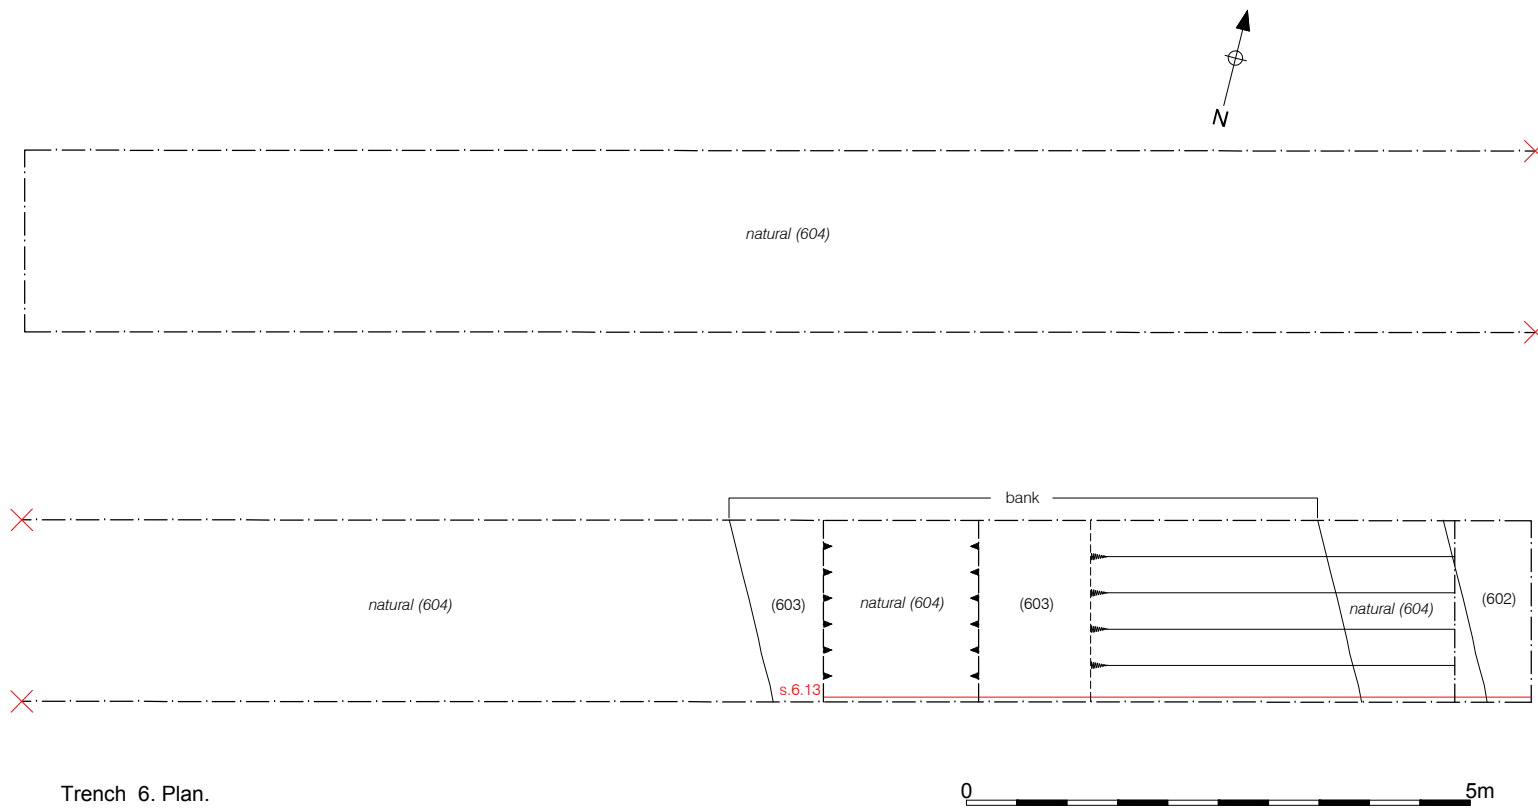 N
natural (604)
bank
natural (604)
(603)
natural (604)
(603)
natural (604)
(602)
s.6.13
Trench 6. Plan.
0
5m